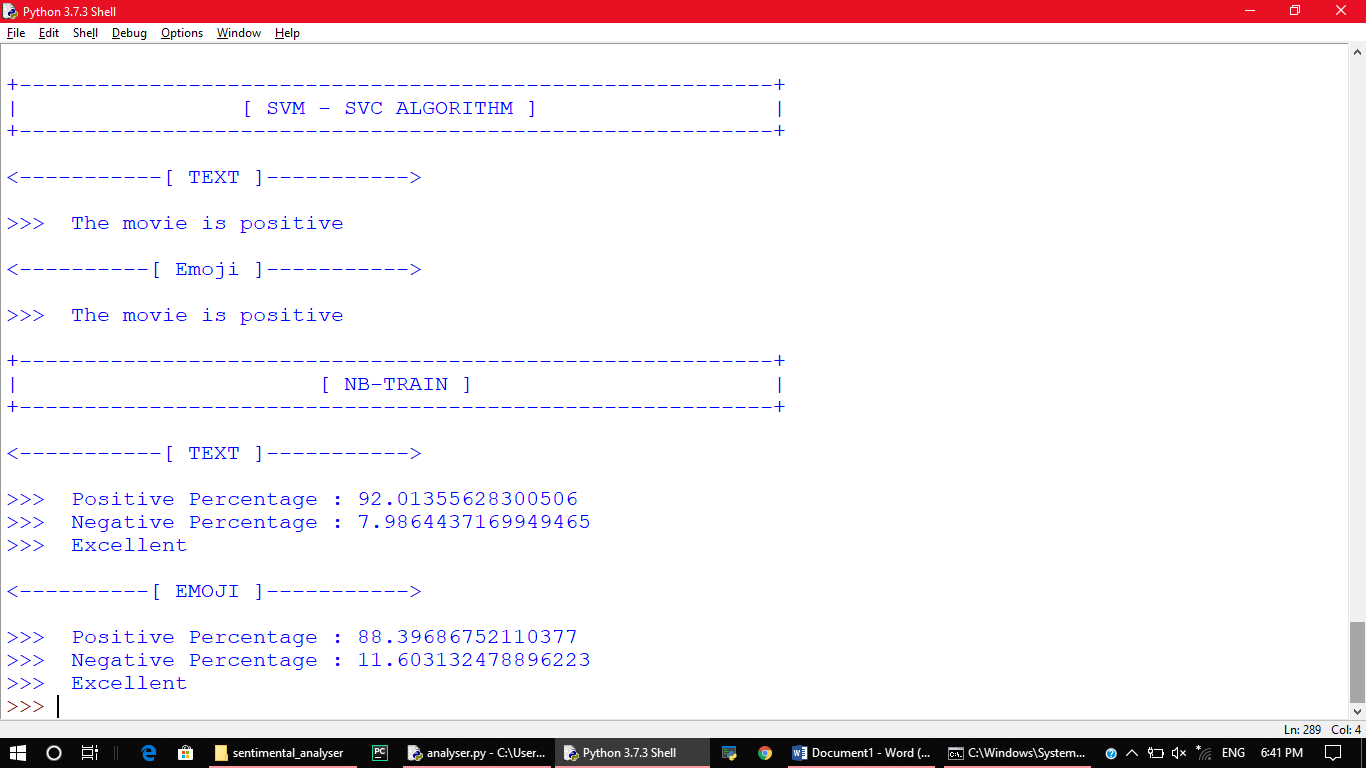 Python 3.7.3 Shell
File Edit Shell Debug Options Window Help
+----------------------------------------------------------+
| [ SVM - SVC ALGORITHM ] |
+----------------------------------------------------------+
<-----------[ TEXT ]----------->
>>> The movie is positive
<----------[ Emoji ]----------->
>>> The movie is positive
+----------------------------------------------------------+
| [ NB-TRAIN ] |
+----------------------------------------------------------+
<-----------[ TEXT ]----------->
>>> Positive Percentage : 92.01355628300506
>>> Negative Percentage : 7.9864437169949465
>>> Excellent
<----------[ EMOJI ]----------->
>>> Positive Percentage : 88.39686752110377
>>> Negative Percentage : 11.603132478896223
>>> Excellent
>>>
Ln: 289 Col: 4
sentimental_analyser PC analyser.py - C:\User... Python 3.7.3 Shell Document1 - Word (... C:\Windows\System... ENG 6:41 PM